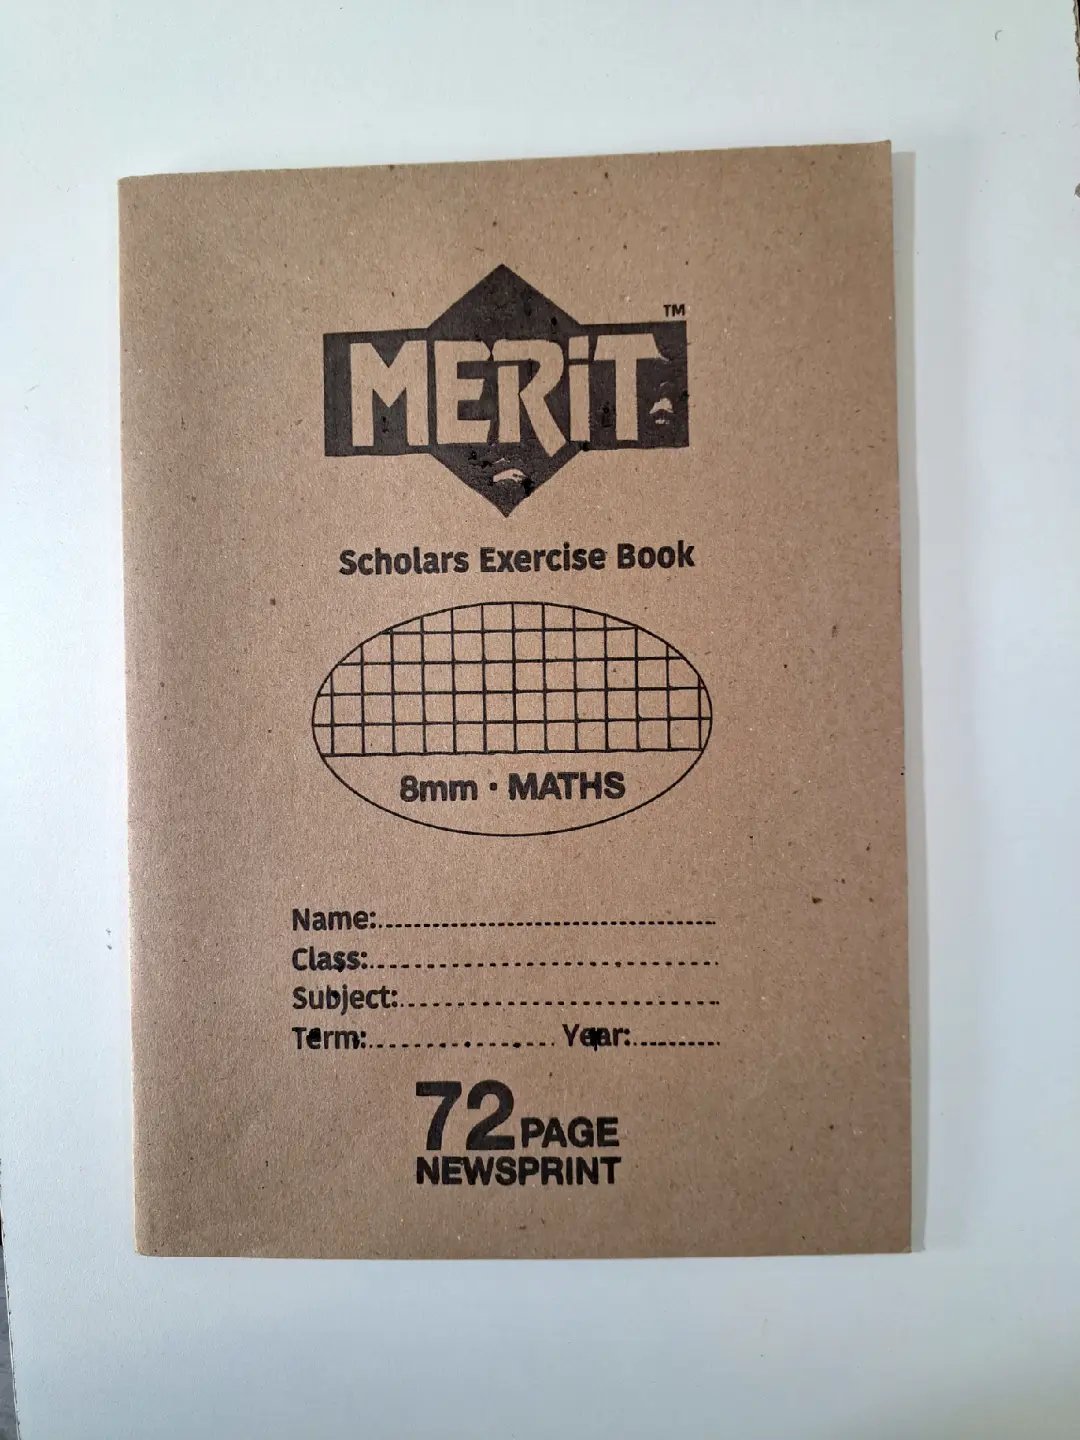 MERiT™
Scholars Exercise Book
8mm · MATHS
Name:.......................................
Class:.......................................
Subject:...................................
Term:..................... Year:..........
72 PAGE
NEWSPRINT